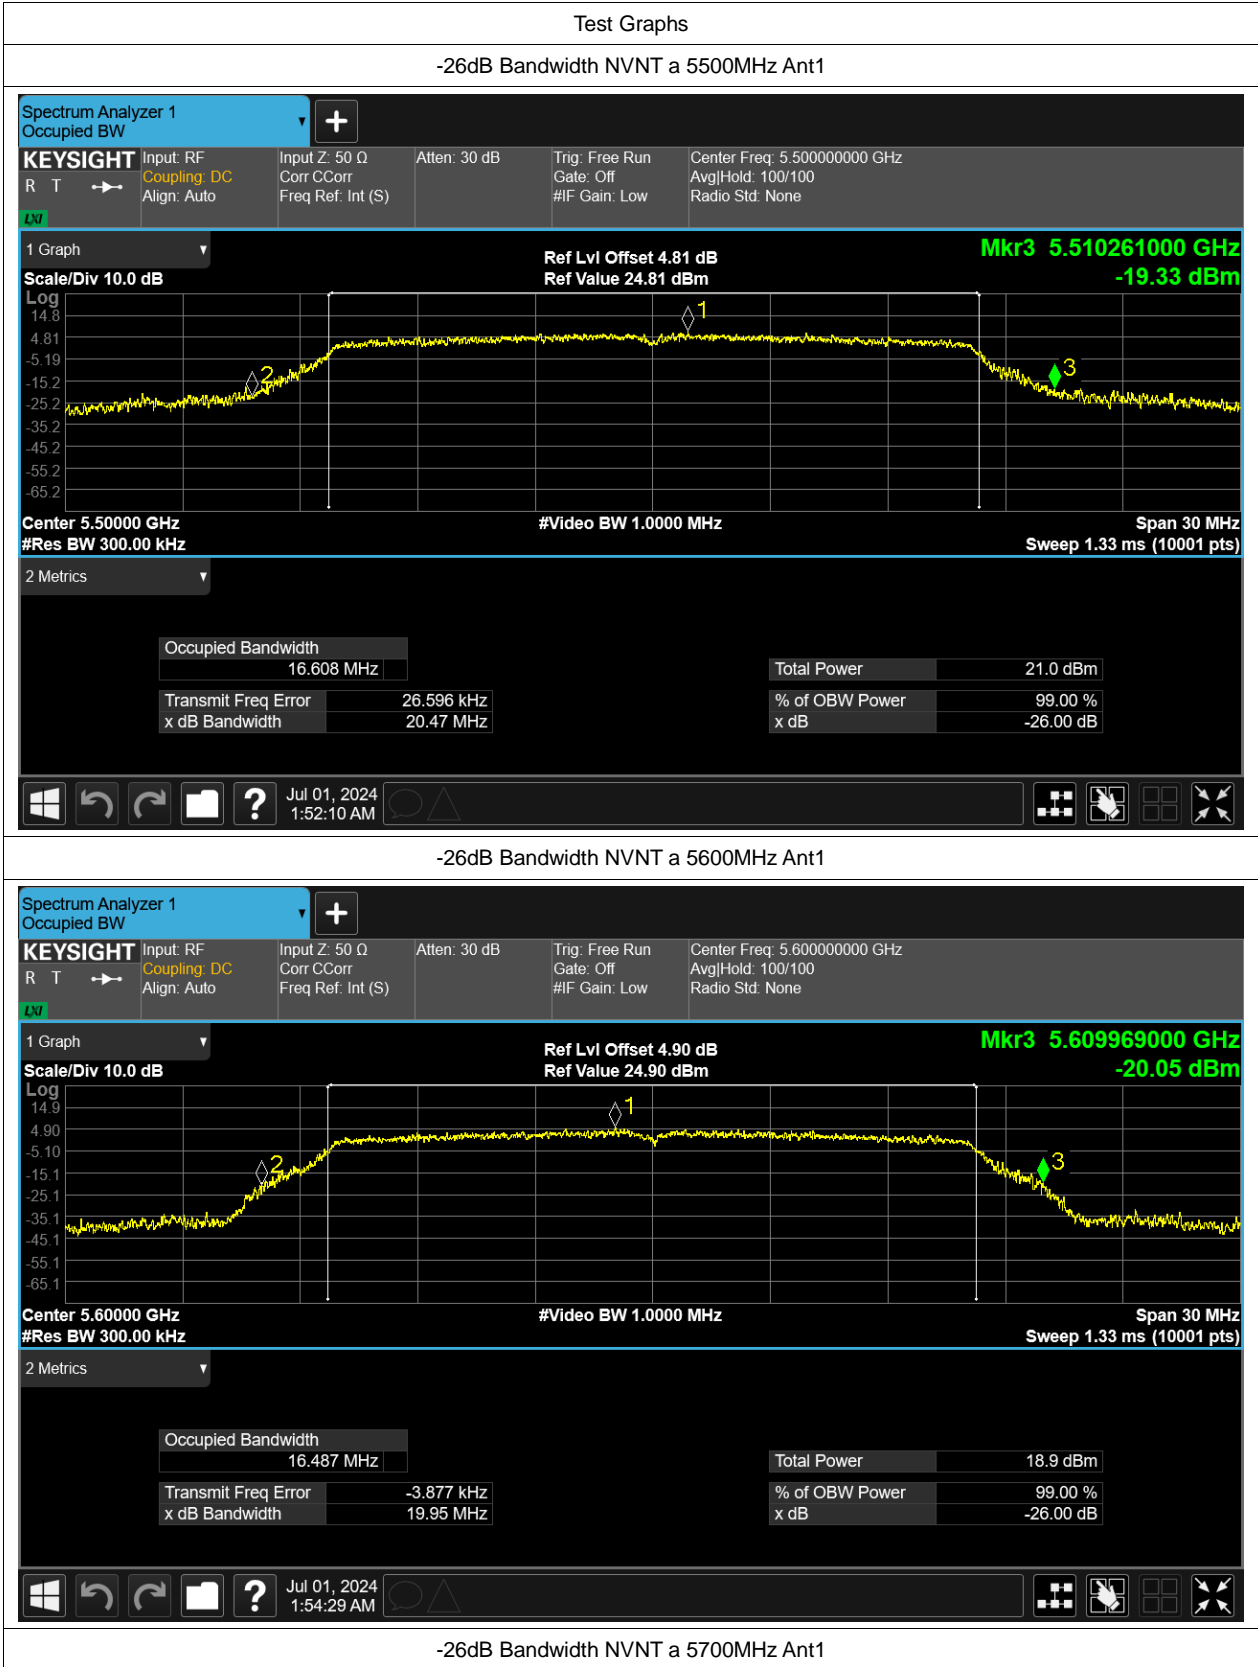 Test Graphs
-26dB Bandwidth NVNT a 5500MHz Ant1
Spectrum Analyzer 1
Occupied BW
KEYSIGHT
R T
LXI
Input: RF
Coupling: DC
Align: Auto
Input Z: 50 Ω
Corr CCorr
Freq Ref: Int (S)
Atten: 30 dB
Trig: Free Run
Gate: Off
#IF Gain: Low
Center Freq: 5.500000000 GHz
Avg|Hold: 100/100
Radio Std: None
1 Graph
Scale/Div 10.0 dB
Ref Lvl Offset 4.81 dB
Ref Value 24.81 dBm
Mkr3 5.510261000 GHz
-19.33 dBm
Log
14.8
4.81
-5.19
-15.2
-25.2
-35.2
-45.2
-55.2
-65.2
1
2
3
Center 5.50000 GHz
#Video BW 1.0000 MHz
Span 30 MHz
#Res BW 300.00 kHz
Sweep 1.33 ms (10001 pts)
2 Metrics
Occupied Bandwidth
16.608 MHz
Total Power 21.0 dBm
Transmit Freq Error 26.596 kHz
% of OBW Power 99.00 %
x dB Bandwidth 20.47 MHz
x dB -26.00 dB
?
Jul 01, 2024
1:52:10 AM
-26dB Bandwidth NVNT a 5600MHz Ant1
Spectrum Analyzer 1
Occupied BW
KEYSIGHT
R T
LXI
Input: RF
Coupling: DC
Align: Auto
Input Z: 50 Ω
Corr CCorr
Freq Ref: Int (S)
Atten: 30 dB
Trig: Free Run
Gate: Off
#IF Gain: Low
Center Freq: 5.600000000 GHz
Avg|Hold: 100/100
Radio Std: None
1 Graph
Scale/Div 10.0 dB
Ref Lvl Offset 4.90 dB
Ref Value 24.90 dBm
Mkr3 5.609969000 GHz
-20.05 dBm
Log
14.9
4.90
-5.10
-15.1
-25.1
-35.1
-45.1
-55.1
-65.1
1
2
3
Center 5.60000 GHz
#Video BW 1.0000 MHz
Span 30 MHz
#Res BW 300.00 kHz
Sweep 1.33 ms (10001 pts)
2 Metrics
Occupied Bandwidth
16.487 MHz
Total Power 18.9 dBm
Transmit Freq Error -3.877 kHz
% of OBW Power 99.00 %
x dB Bandwidth 19.95 MHz
x dB -26.00 dB
?
Jul 01, 2024
1:54:29 AM
-26dB Bandwidth NVNT a 5700MHz Ant1